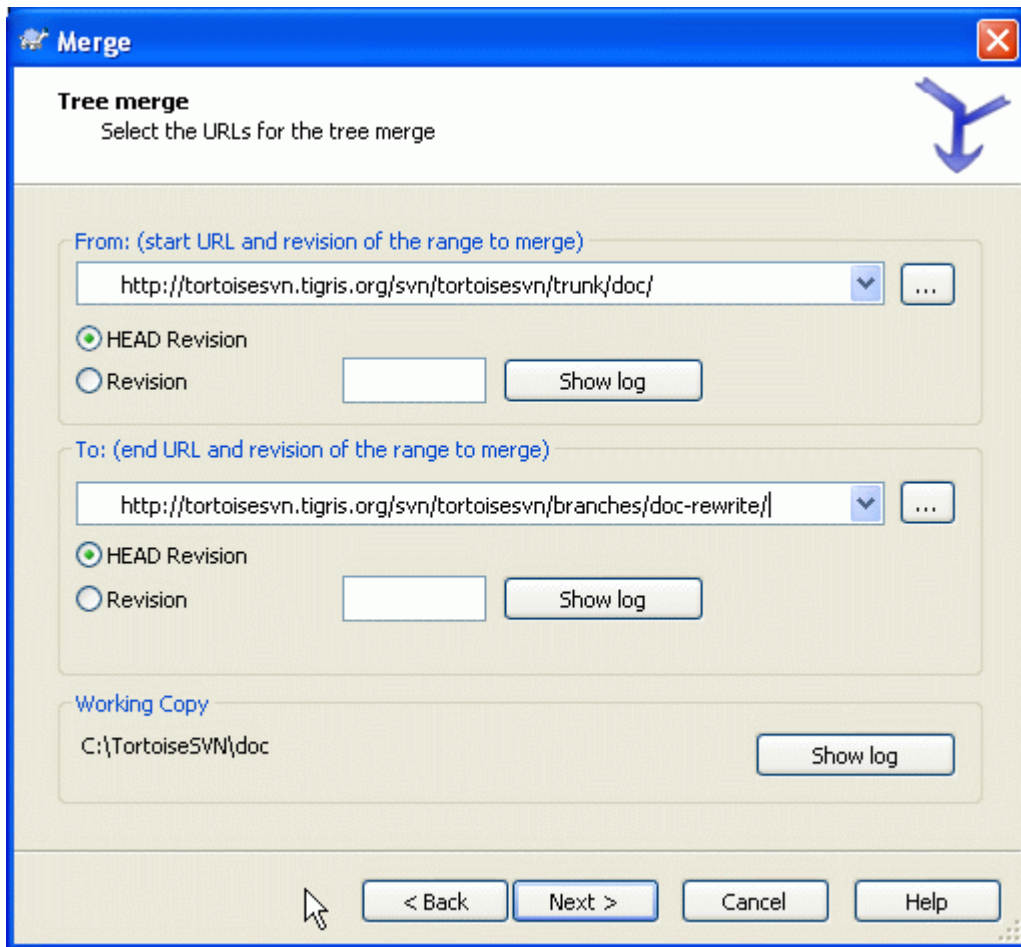 Merge
Tree merge
Select the URLs for the tree merge
From: (start URL and revision of the range to merge)
http://tortoisesvn.tigris.org/svn/tortoisesvn/trunk/doc/
...
HEAD Revision
Revision
Show log
To: (end URL and revision of the range to merge)
http://tortoisesvn.tigris.org/svn/tortoisesvn/branches/doc-rewrite/
...
HEAD Revision
Revision
Show log
Working Copy
C:\TortoiseSVN\doc
Show log
< Back
Next >
Cancel
Help